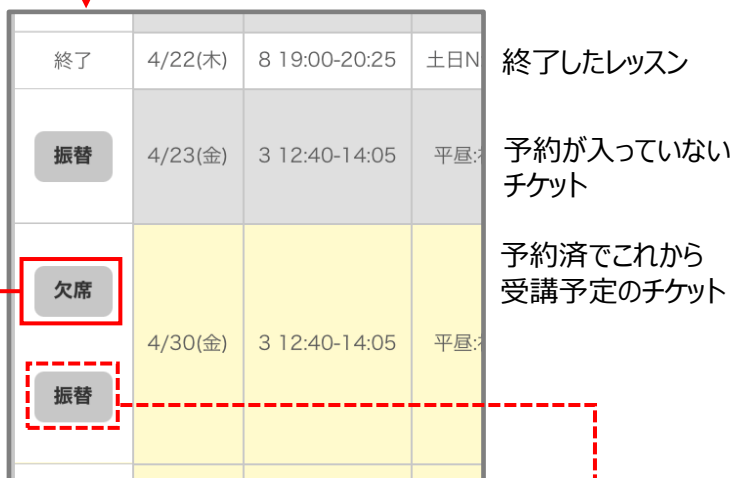 終了 4/22(木) 8 19:00-20:25 土日N
終了したレッスン
振替 4/23(金) 3 12:40-14:05 平昼:
予約が入っていない
チケット
予約済でこれから
受講予定のチケット
欠席
4/30(金) 3 12:40-14:05 平昼:
振替